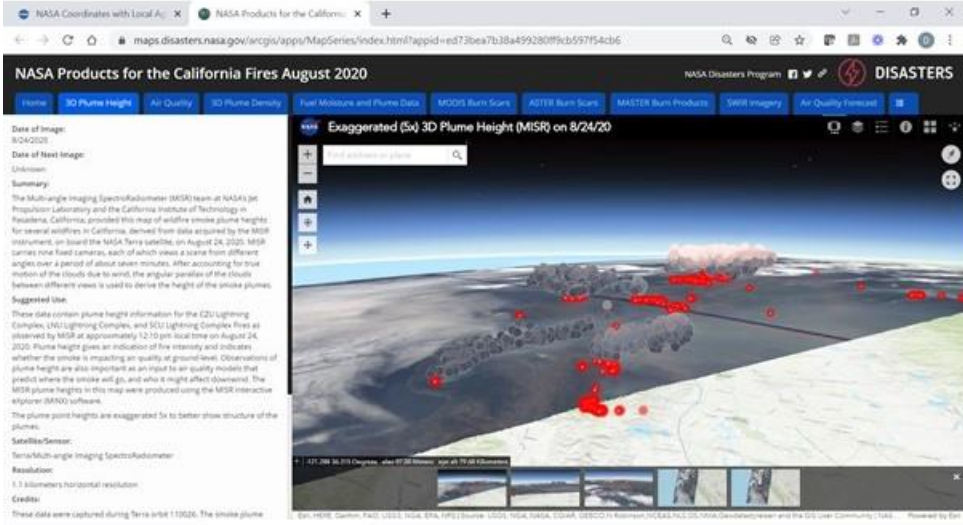 NASA Coordinates with Local Ag
NASA Products for the Californi
maps.disasters.nasa.gov/arcgis/apps/MapSeries/index.html?appid=ed73bea7b38a499280ff9cb597f54cb6
NASA Products for the California Fires August 2020
NASA Disasters Program
DISASTERS
Home
3D Plume Height
Air Quality
3D Plume Density
Fuel Moisture and Plume Data
MODIS Burn Scars
ASTER Burn Scars
MASTER Burn Products
SWIR Imagery
Air Quality Forecast
Date of Image:
8/24/2020
Date of Next Image:
Unknown
Summary:
The Multi-angle Imaging SpectroRadiometer (MISR) team at NASA's Jet
Propulsion Laboratory and the California Institute of Technology in
Pasadena, California, provided this map of wildfire smoke plume heights
for several wildfires in California, derived from data acquired by the MISR
instrument, on board the NASA Terra satellite, on August 24, 2020. MISR
carries nine fixed cameras, each of which views a scene from different
angles over a period of about seven minutes. After accounting for true
motion of the clouds due to wind, the angular parallax of the clouds
between different views is used to derive the height of the smoke plumes.
Suggested Use:
These data contain plume height information for the CZU Lightning
Complex, LNU Lightning Complex, and SCU Lightning Complex fires as
observed by MISR at approximately 12:10 pm local time on August 24,
2020. Plume height gives an indication of fire intensity and indicates
whether the smoke is impacting air quality at ground-level. Observations of
plume height are also important as an input to air quality models that
predict where the smoke will go, and who it might affect downwind. The
MISR plume heights in this map were produced using the MISR interactive
eXplorer (MINX) software.
The plume point heights are exaggerated 5x to better show structure of the
plumes.
Satellite/Sensor:
Terra/Multi-angle Imaging SpectroRadiometer
Resolution:
1.1 kilometers horizontal resolution
Credits:
These data were captured during Terra orbit 110026. The smoke plume
Exaggerated (5x) 3D Plume Height (MISR) on 8/24/20
Find address or place
Powered by Esri